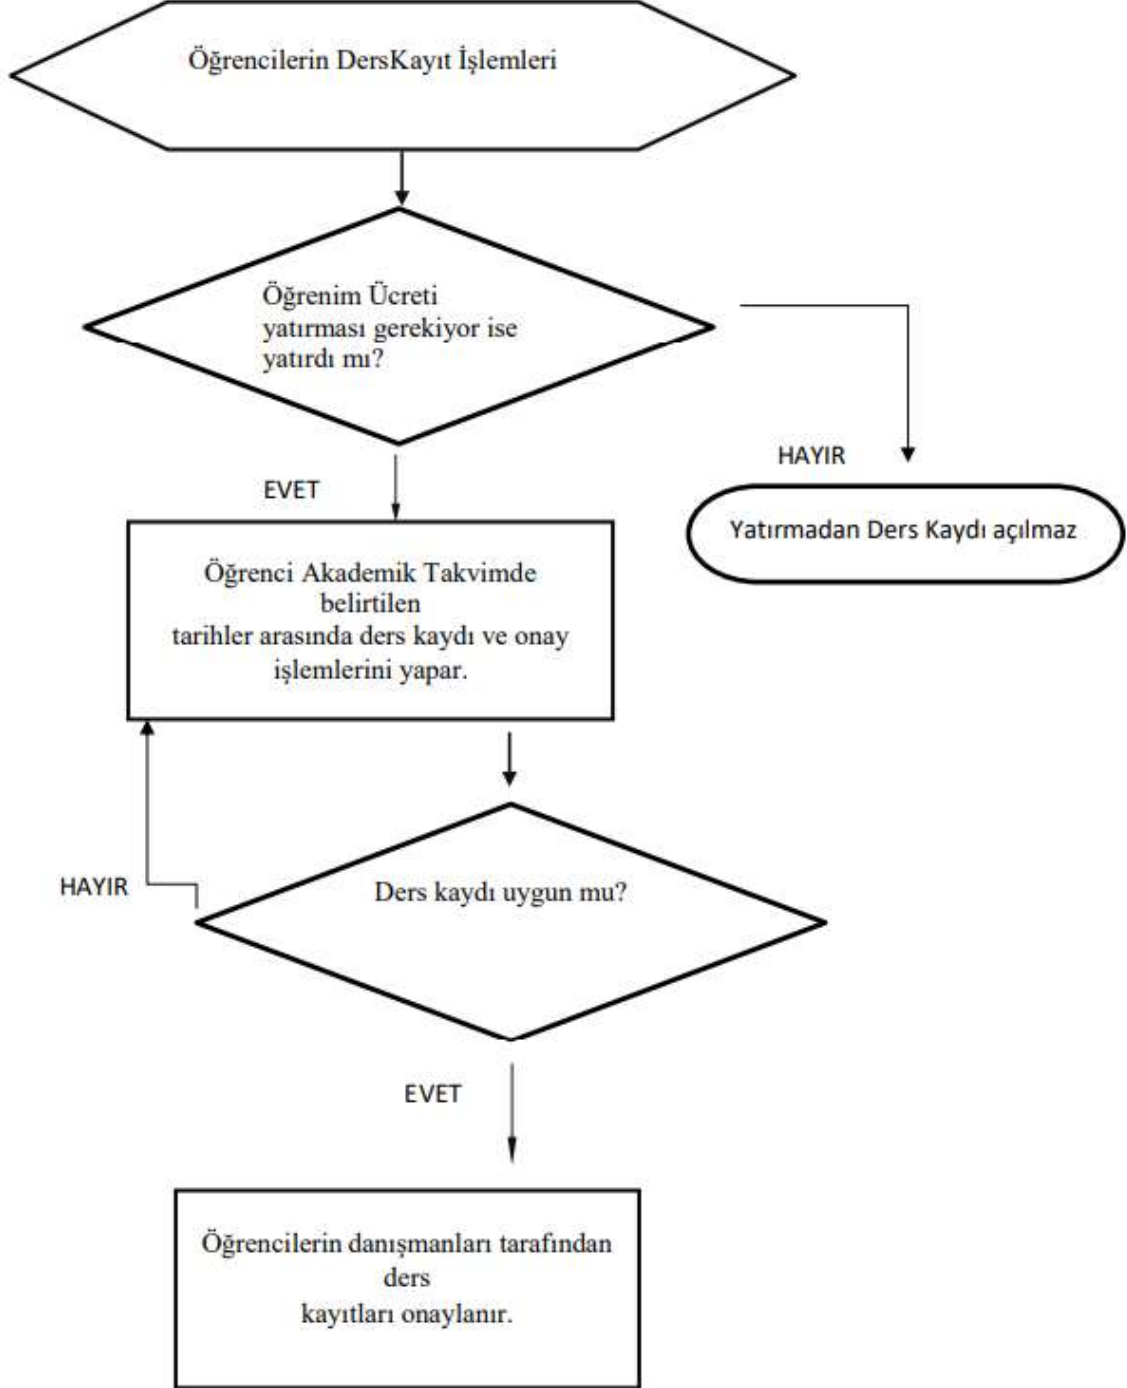 Öğrencilerin DersKayıt İşlemleri
Öğrenim Ücreti
yatırması gerekiyor ise
yatırdı mı?
HAYIR
Yatırmadan Ders Kaydı açılmaz
EVET
Öğrenci Akademik Takvimde
belirtilen
tarihler arasında ders kaydı ve onay
işlemlerini yapar.
HAYIR
Ders kaydı uygun mu?
EVET
Öğrencilerin danışmanları tarafından
ders
kayıtları onaylanır.